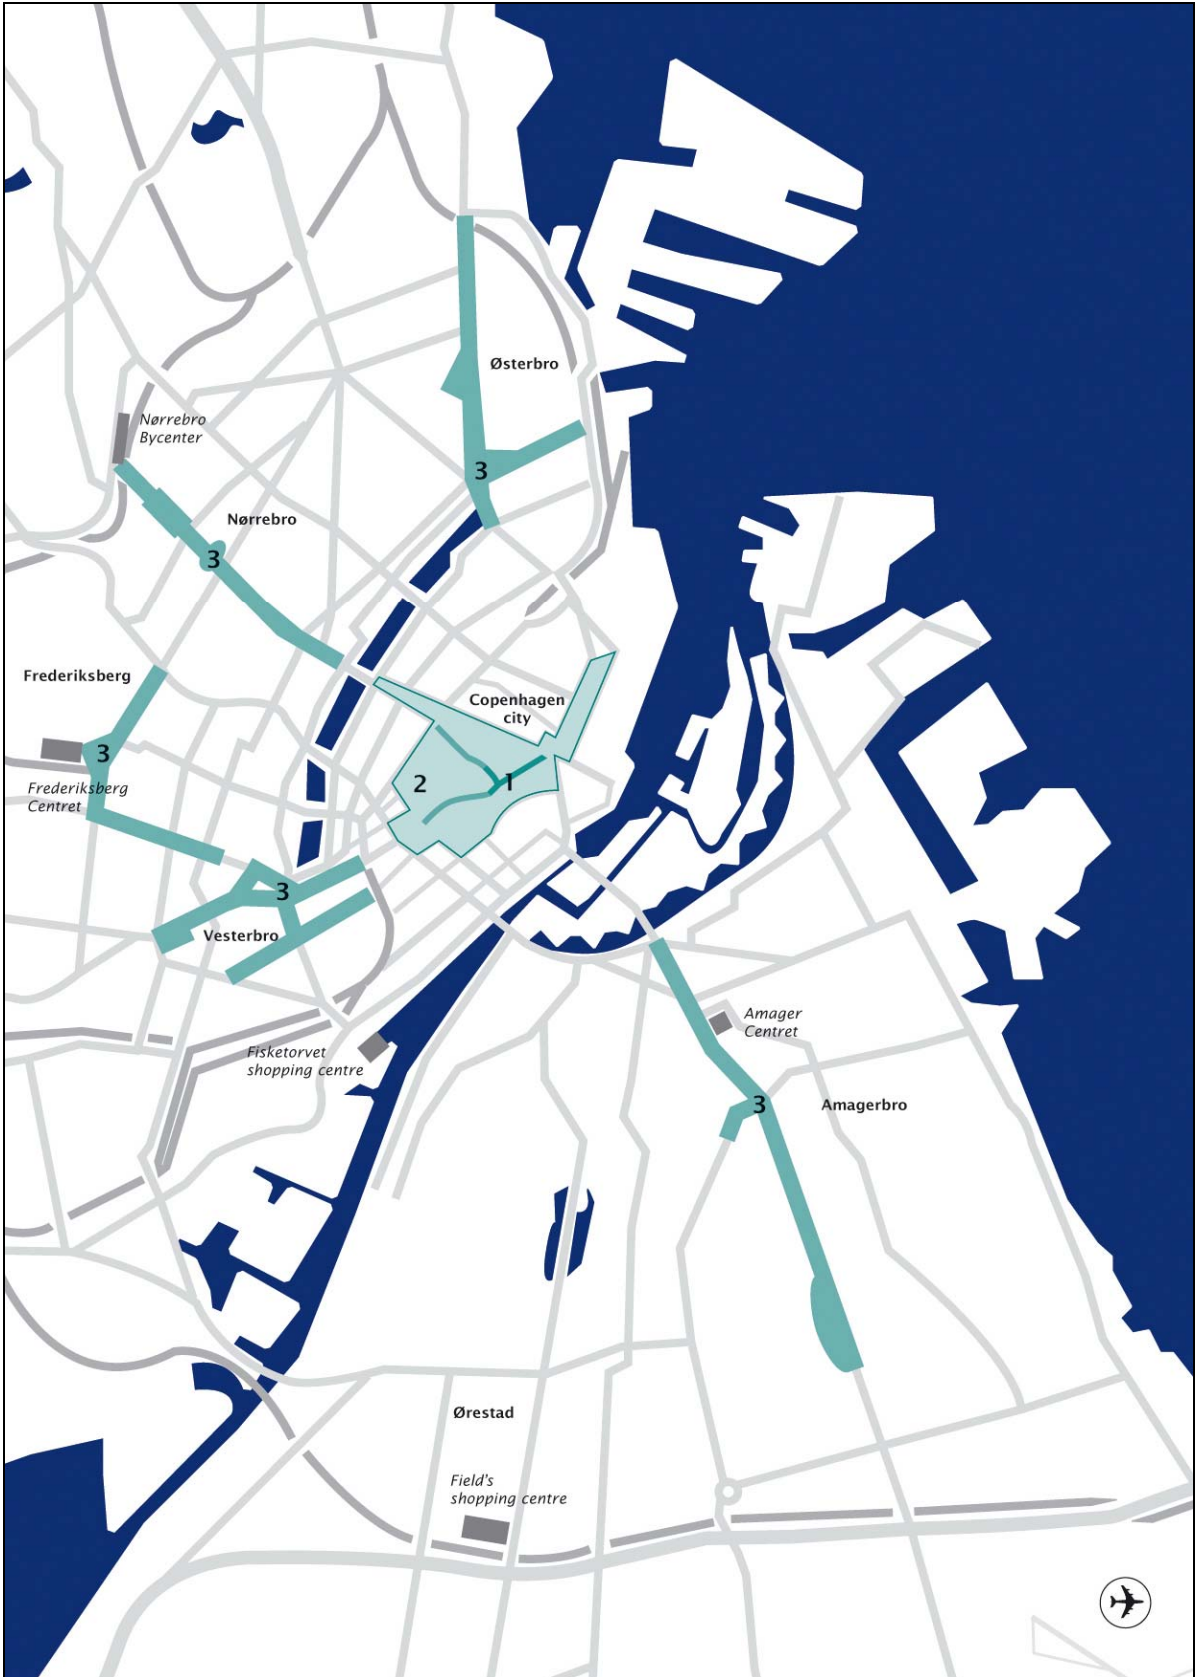 Østerbro
Nørrebro
Bycenter
3
Nørrebro
3
Frederiksberg
Copenhagen
city
3
2
1
Frederiksberg
Centret
3
Vesterbro
Amager
Centret
Fisketorvet
shopping centre
3
Amagerbro
Ørestad
Field's
shopping centre